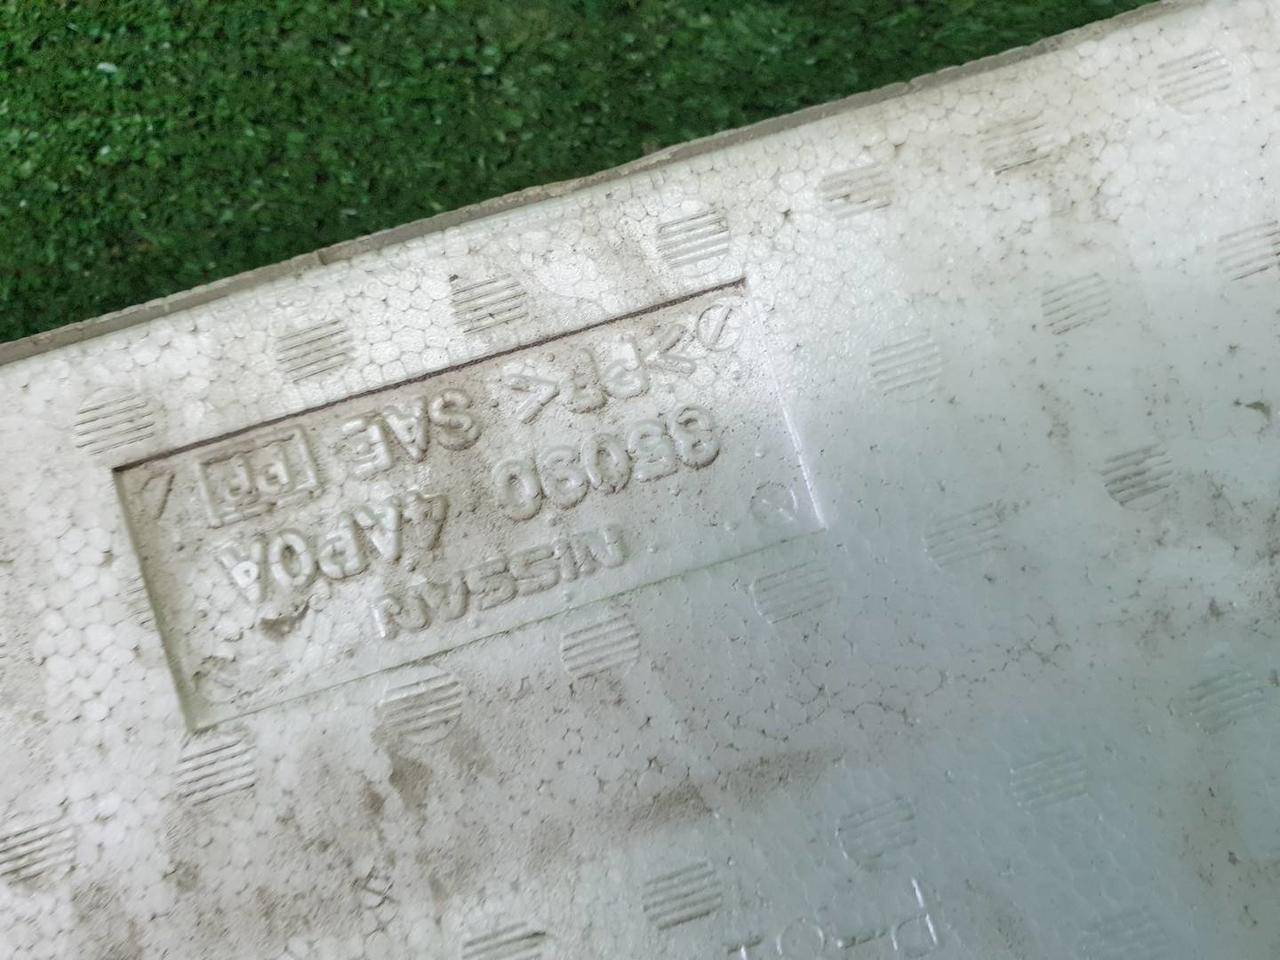 NISSAN
85090 4AP0A
>PP< SAE [PP]